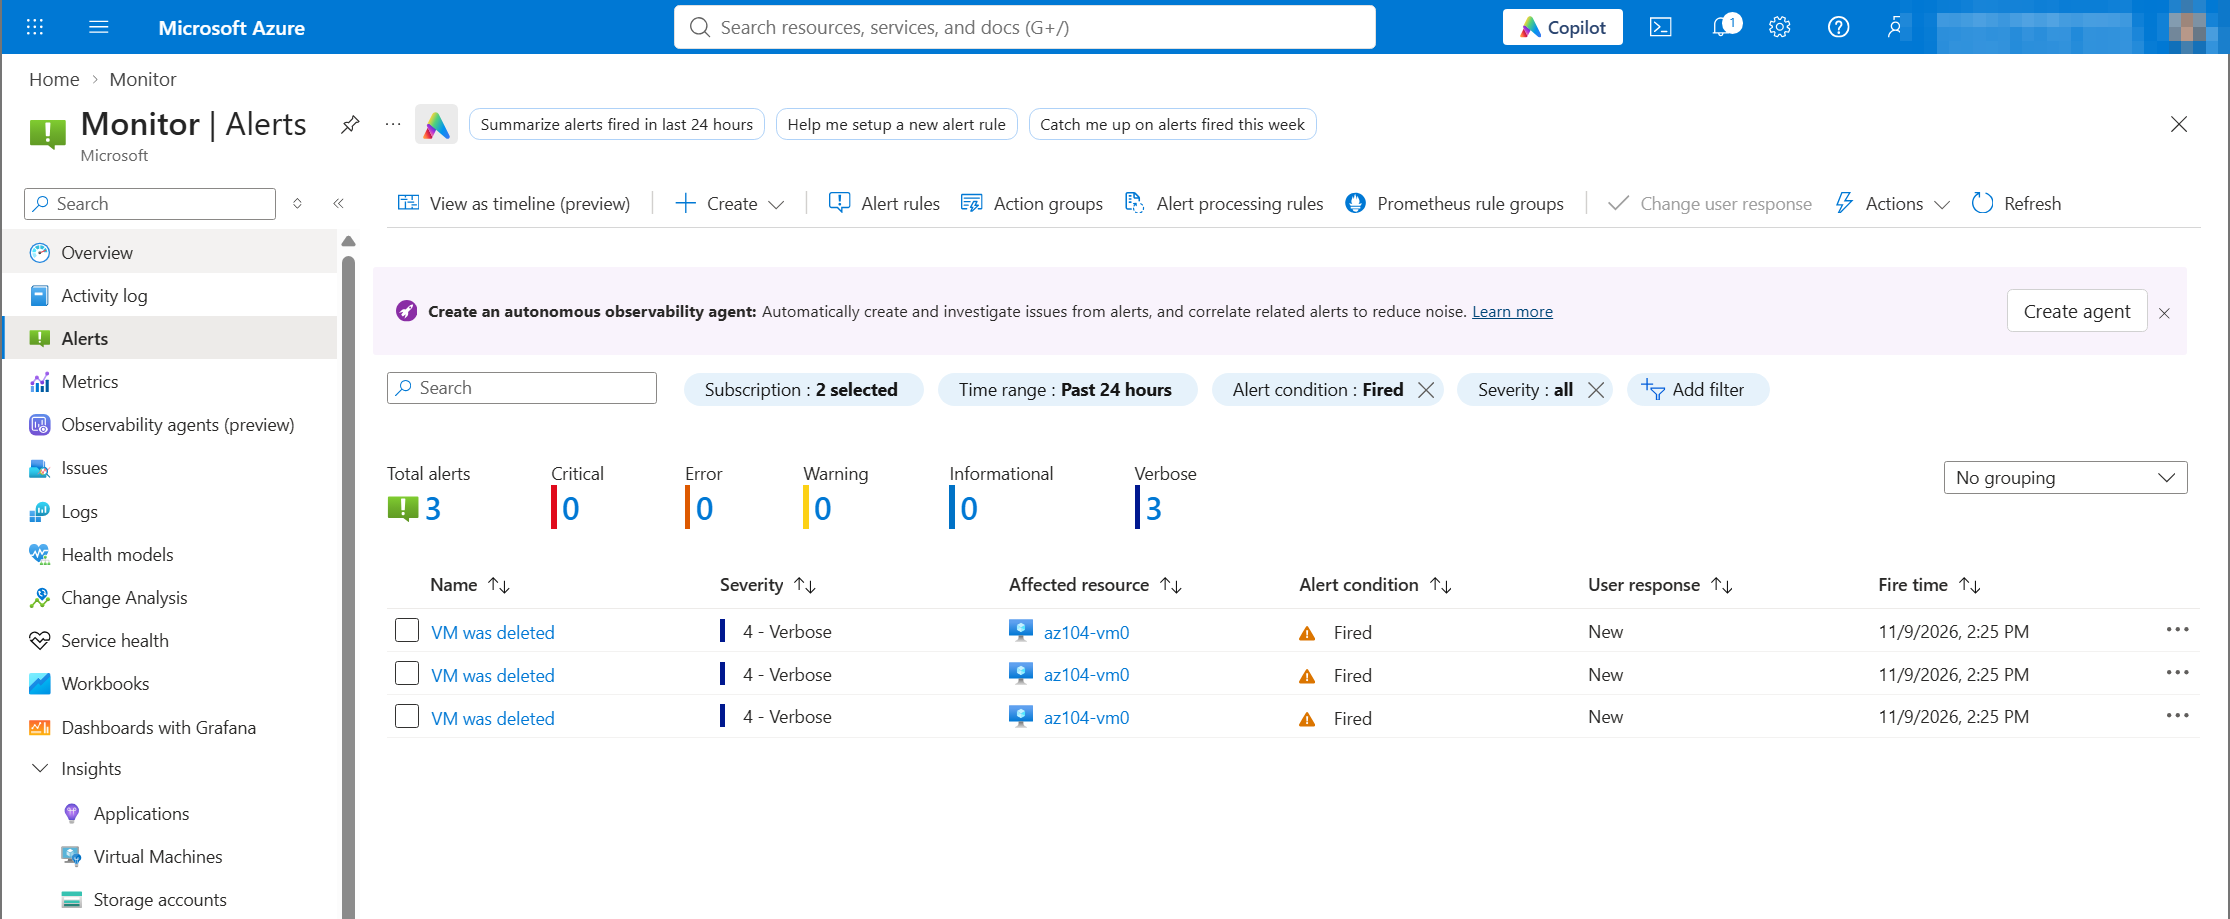 Microsoft Azure
Search resources, services, and docs (G+/)
Copilot
1
Home > Monitor
Monitor | Alerts
Microsoft
Summarize alerts fired in last 24 hours
Help me setup a new alert rule
Catch me up on alerts fired this week
Search
View as timeline (preview)
Create
Alert rules
Action groups
Alert processing rules
Prometheus rule groups
Change user response
Actions
Refresh
Overview
Activity log
Alerts
Metrics
Observability agents (preview)
Issues
Logs
Health models
Change Analysis
Service health
Workbooks
Dashboards with Grafana
Insights
Applications
Virtual Machines
Storage accounts
Create an autonomous observability agent: Automatically create and investigate issues from alerts, and correlate related alerts to reduce noise. Learn more
Create agent
Search
Subscription : 2 selected
Time range : Past 24 hours
Alert condition : Fired
Severity : all
Add filter
Total alerts
3
Critical
0
Error
0
Warning
0
Informational
0
Verbose
3
No grouping
Name Severity Affected resource Alert condition User response Fire time
VM was deleted 4 - Verbose az104-vm0 Fired New 11/9/2026, 2:25 PM
VM was deleted 4 - Verbose az104-vm0 Fired New 11/9/2026, 2:25 PM
VM was deleted 4 - Verbose az104-vm0 Fired New 11/9/2026, 2:25 PM